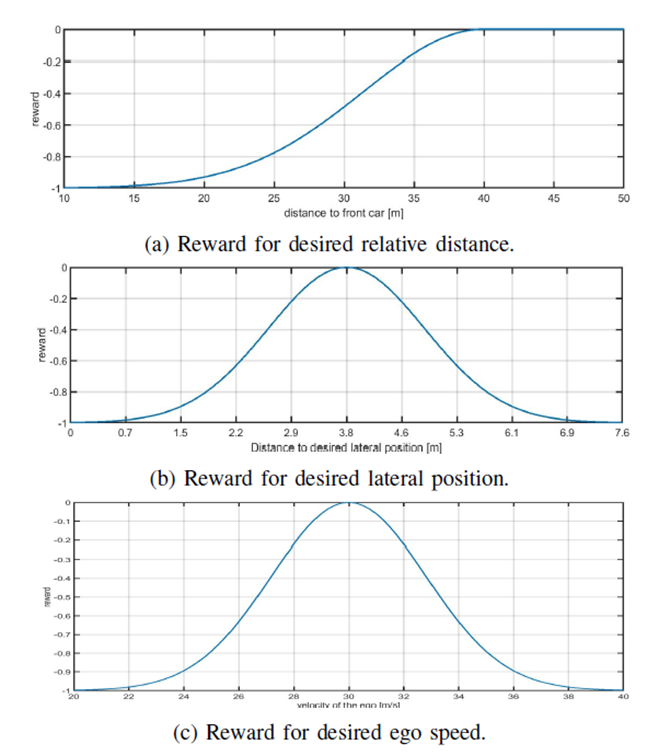 0
-0.2
-0.4
-0.6
-0.8
-1
reward
10 15 20 25 30 35 40 45 50
distance to front car [m]
(a) Reward for desired relative distance.
0
-0.2
-0.4
-0.6
-0.8
-1
reward
0 0.7 1.5 2.2 2.9 3.8 4.6 5.3 6.1 6.9 7.6
Distance to desired lateral position [m]
(b) Reward for desired lateral position.
0
-0.1
-0.2
-0.3
-0.4
-0.5
-0.6
-0.7
-0.8
-0.9
-1
reward
20 22 24 26 28 30 32 34 36 38 40
velocity of the ego [m/s]
(c) Reward for desired ego speed.